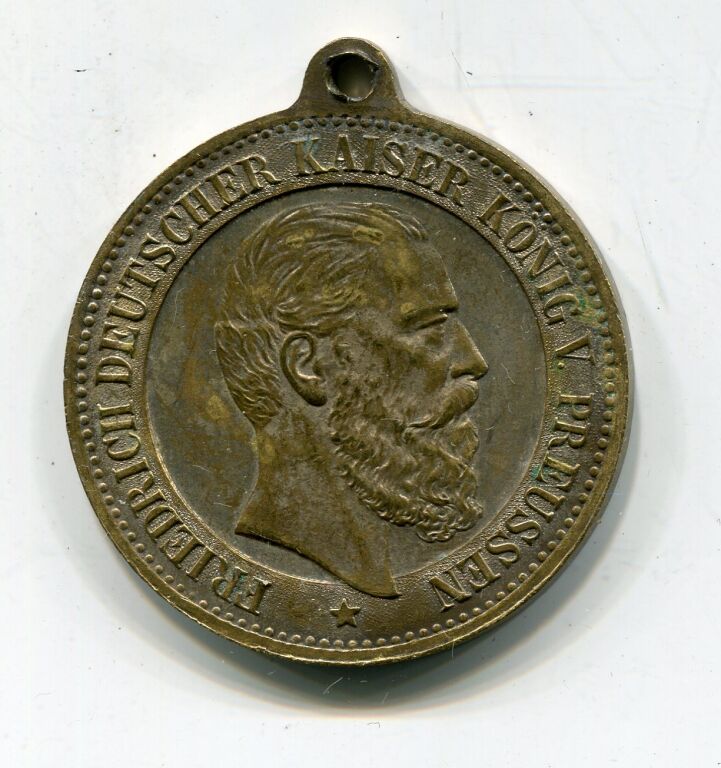 FRIEDRICH DEUTSCHER KAISER KÖNIG V. PREUSSEN